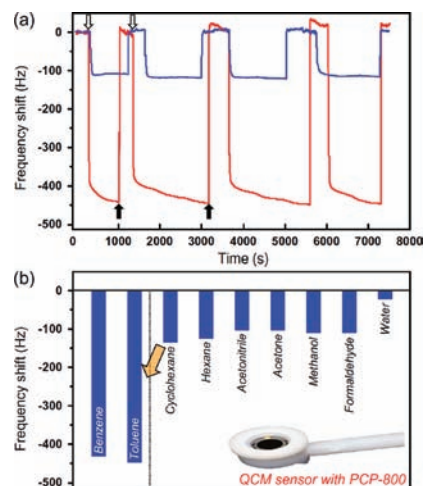 (a)
0
-100
-200
-300
-400
-500
Frequency shift (Hz)
0 1000 2000 3000 4000 5000 6000 7000 8000
Time (s)
(b)
0
-100
-200
-300
-400
-500
Frequency shift (Hz)
Benzene
Toluene
Cyclohexane
Hexane
Acetonitrile
Acetone
Methanol
Formaldehyde
Water
QCM sensor with PCP-800